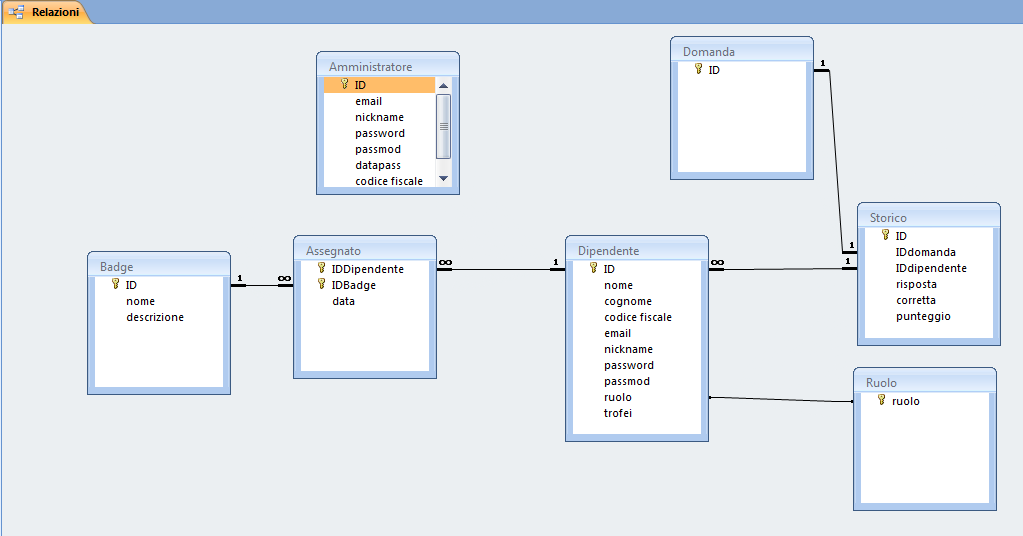 Relazioni
Amministratore
ID
email
nickname
password
passmod
datapass
codice fiscale
Domanda
ID
1
1
Storico
ID
IDdomanda
IDdipendente
risposta
corretta
punteggio
Badge
ID
nome
descrizione
1
∞
Assegnato
IDDipendente
IDBadge
data
∞
1
Dipendente
ID
nome
cognome
codice fiscale
email
nickname
password
passmod
ruolo
trofei
∞
1
Ruolo
ruolo